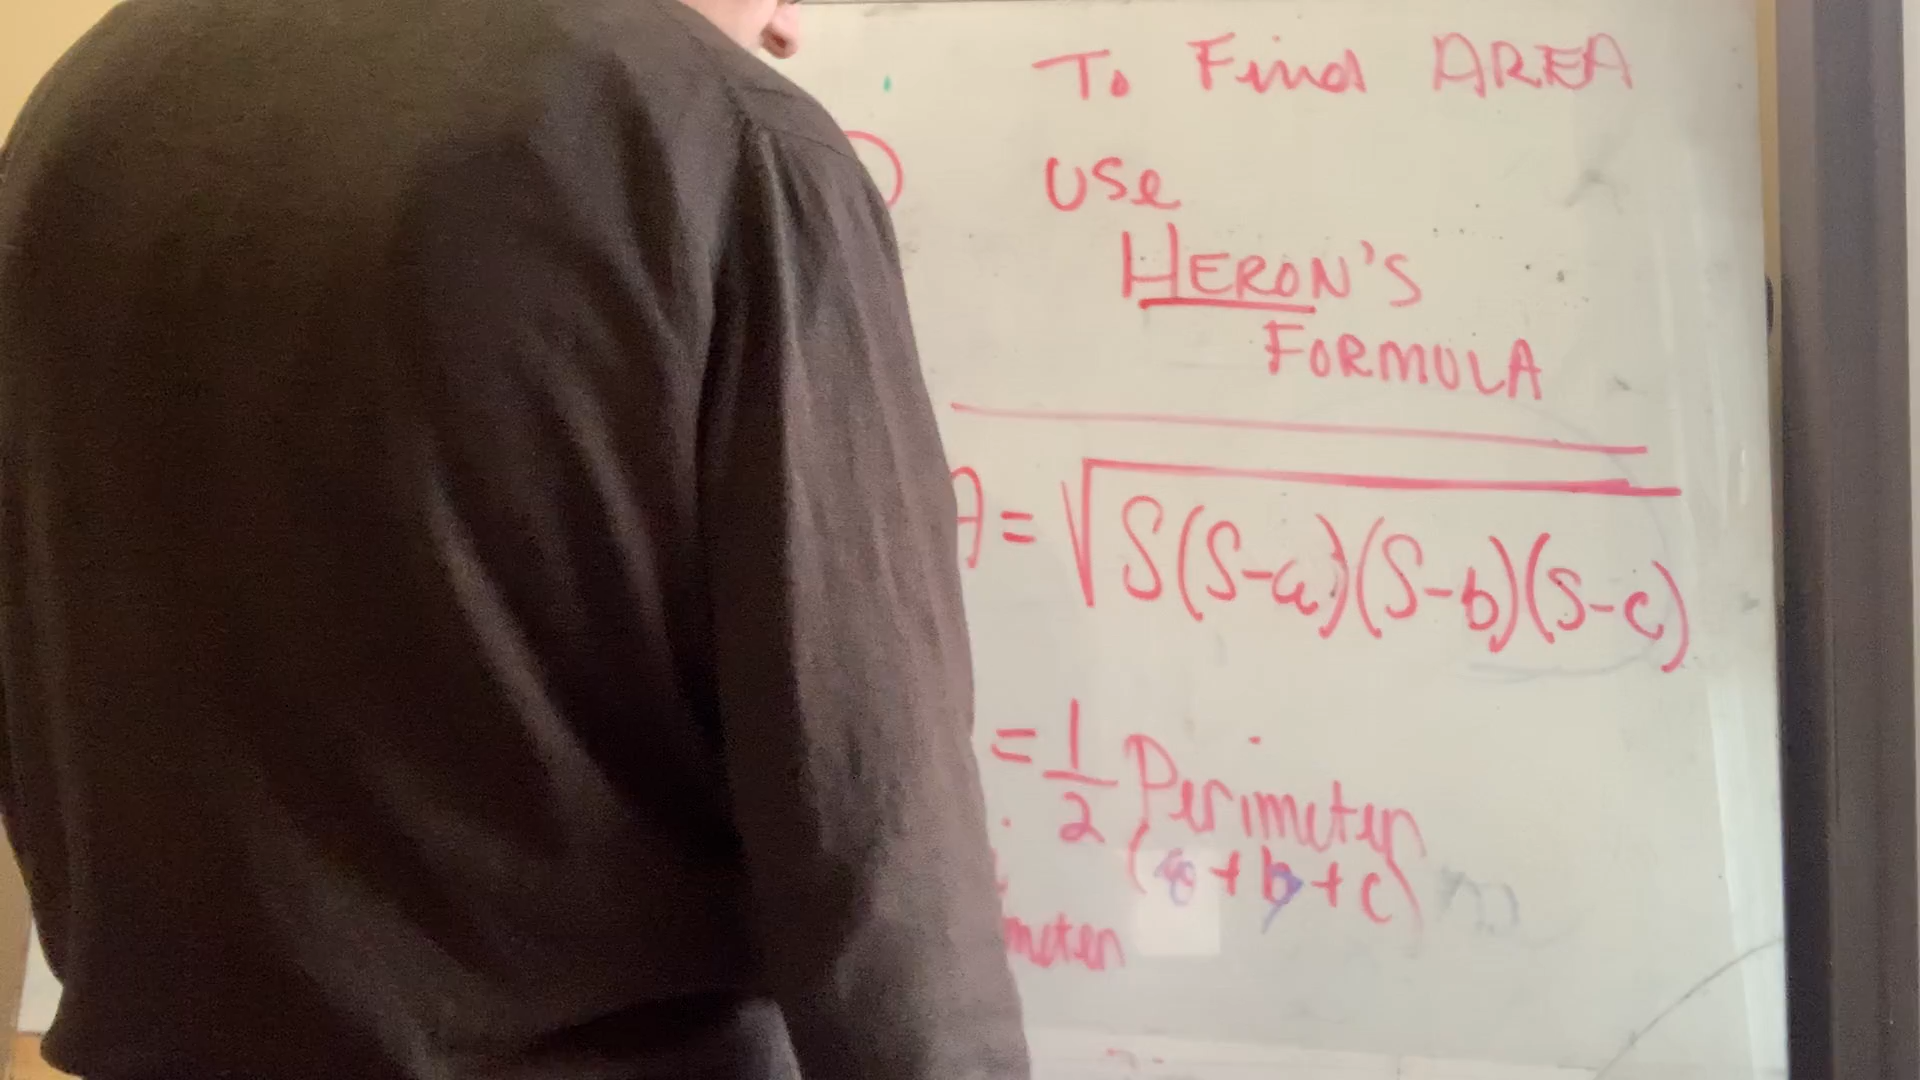 To Find AREA
Use
HERON'S
FORMULA
A = √S(S-a)(S-b)(S-c)
= 1/2 Perimeter
(a + b + c)
meter